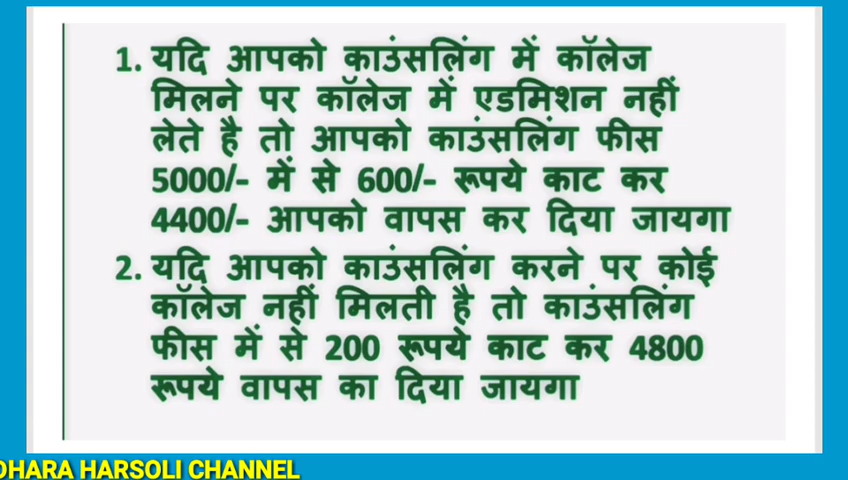 1. यदि आपको काउंसलिंग में कॉलेज
मिलने पर कॉलेज में एडमिशन नहीं
लेते है तो आपको काउंसलिंग फीस
5000/- में से 600/- रूपये काट कर
4400/- आपको वापस कर दिया जायगा
2. यदि आपको काउंसलिंग करने पर कोई
कॉलेज नहीं मिलती है तो काउंसलिंग
फीस में से 200 रूपये काट कर 4800
रूपये वापस का दिया जायगा
HARSOLI CHANNEL